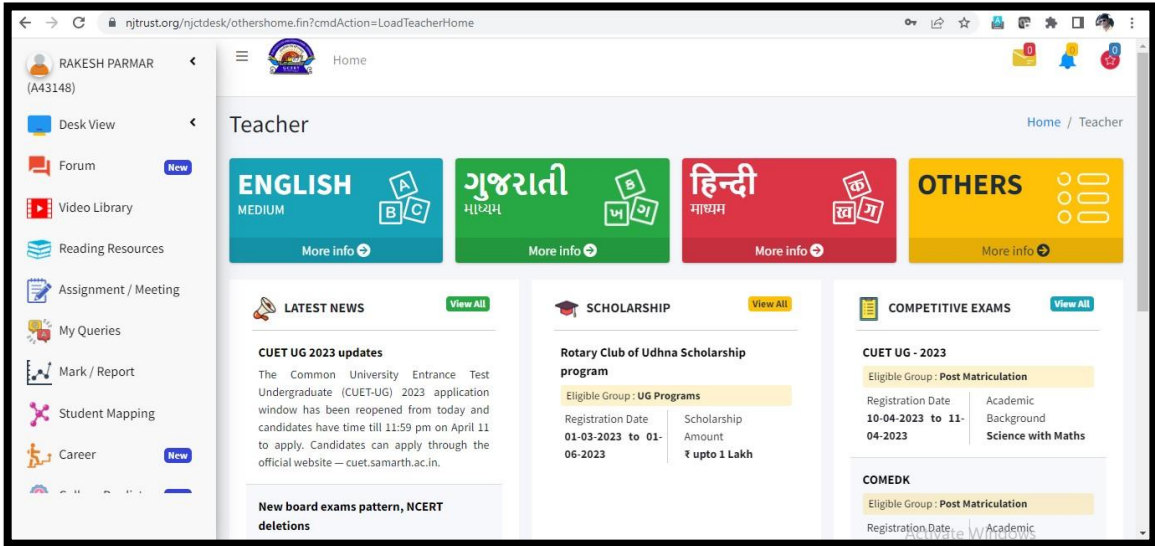 njtrust.org/njctdesk/othershome.fin?cmdAction=LoadTeacherHome
RAKESH PARMAR
(A43148)
Desk View
Forum New
Video Library
Reading Resources
Assignment / Meeting
My Queries
Mark / Report
Student Mapping
Career New
Home
0 0 0
Teacher
Home / Teacher
ENGLISH
MEDIUM
A B C
More info
ગુજરાતી
માધ્યમ
More info
हिन्दी
माध्यम
क ख ग
More info
OTHERS
More info
LATEST NEWS View All
CUET UG 2023 updates
The Common University Entrance Test
Undergraduate (CUET-UG) 2023 application
window has been reopened from today and
candidates have time till 11:59 pm on April 11
to apply. Candidates can apply through the
official website — cuet.samarth.ac.in.
New board exams pattern, NCERT
deletions
SCHOLARSHIP View All
Rotary Club of Udhna Scholarship
program
Eligible Group : UG Programs
Registration Date
01-03-2023 to 01-
06-2023
Scholarship
Amount
₹ upto 1 Lakh
COMPETITIVE EXAMS View All
CUET UG - 2023
Eligible Group : Post Matriculation
Registration Date
10-04-2023 to 11-
04-2023
Academic
Background
Science with Maths
COMEDK
Eligible Group : Post Matriculation
Registration Date
Academic
Activate Windows